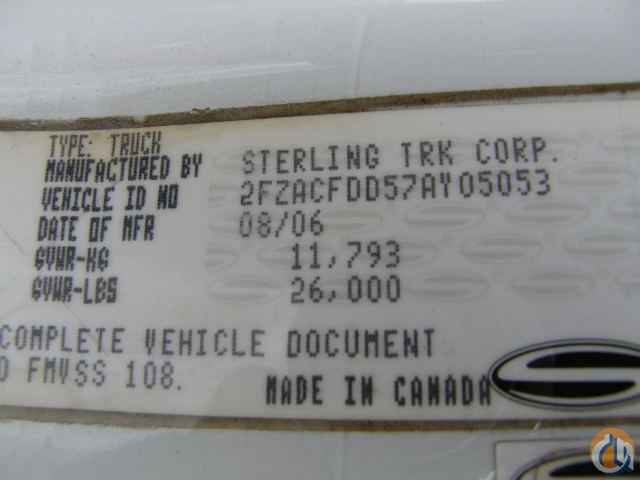 TYPE: TRUCK
MANUFACTURED BY STERLING TRK CORP.
VEHICLE ID NO 2FZACFDD57AY05053
DATE OF MFR 08/06
GVWR-KG 11,793
GVWR-LBS 26,000
COMPLETE VEHICLE DOCUMENT
FMVSS 108.
MADE IN CANADA